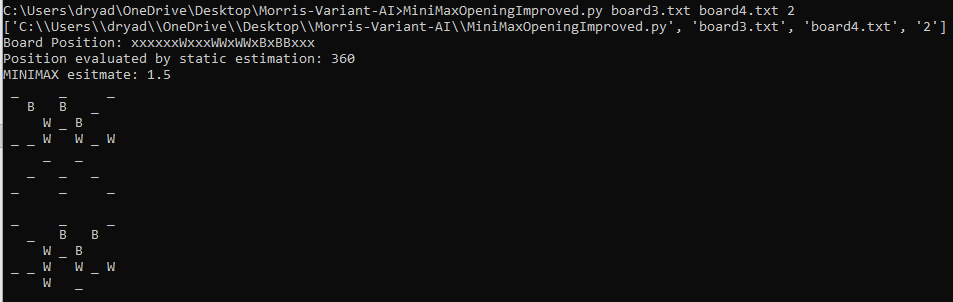 C:\Users\dryad\OneDrive\Desktop\Morris-Variant-AI>MiniMaxOpeningImproved.py board3.txt board4.txt 2
['C:\\Users\\dryad\\OneDrive\\Desktop\\Morris-Variant-AI\\MiniMaxOpeningImproved.py', 'board3.txt', 'board4.txt', '2']
Board Position: xxxxxxWxxxWWxWWxBxBBxxx
Position evaluated by static estimation: 360
MINIMAX esitmate: 1.5
 _     _     _
   B   B   _
     W _ B
 _ _ W   W _ W
     _   _
   _   _   _
 _     _     _

 _     _     _
   _   B   B
     W _ B
 _ _ W   W _ W
     W   _